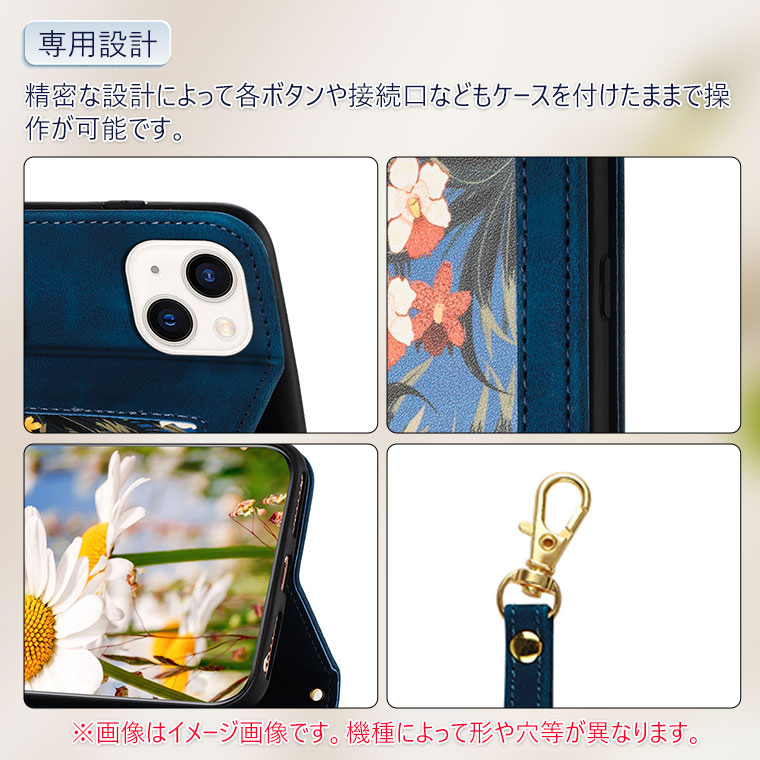 専用設計
精密な設計によって各ボタンや接続口などもケースを付けたままで操
作が可能です。
※画像はイメージ画像です。機種によって形や穴等が異なります。